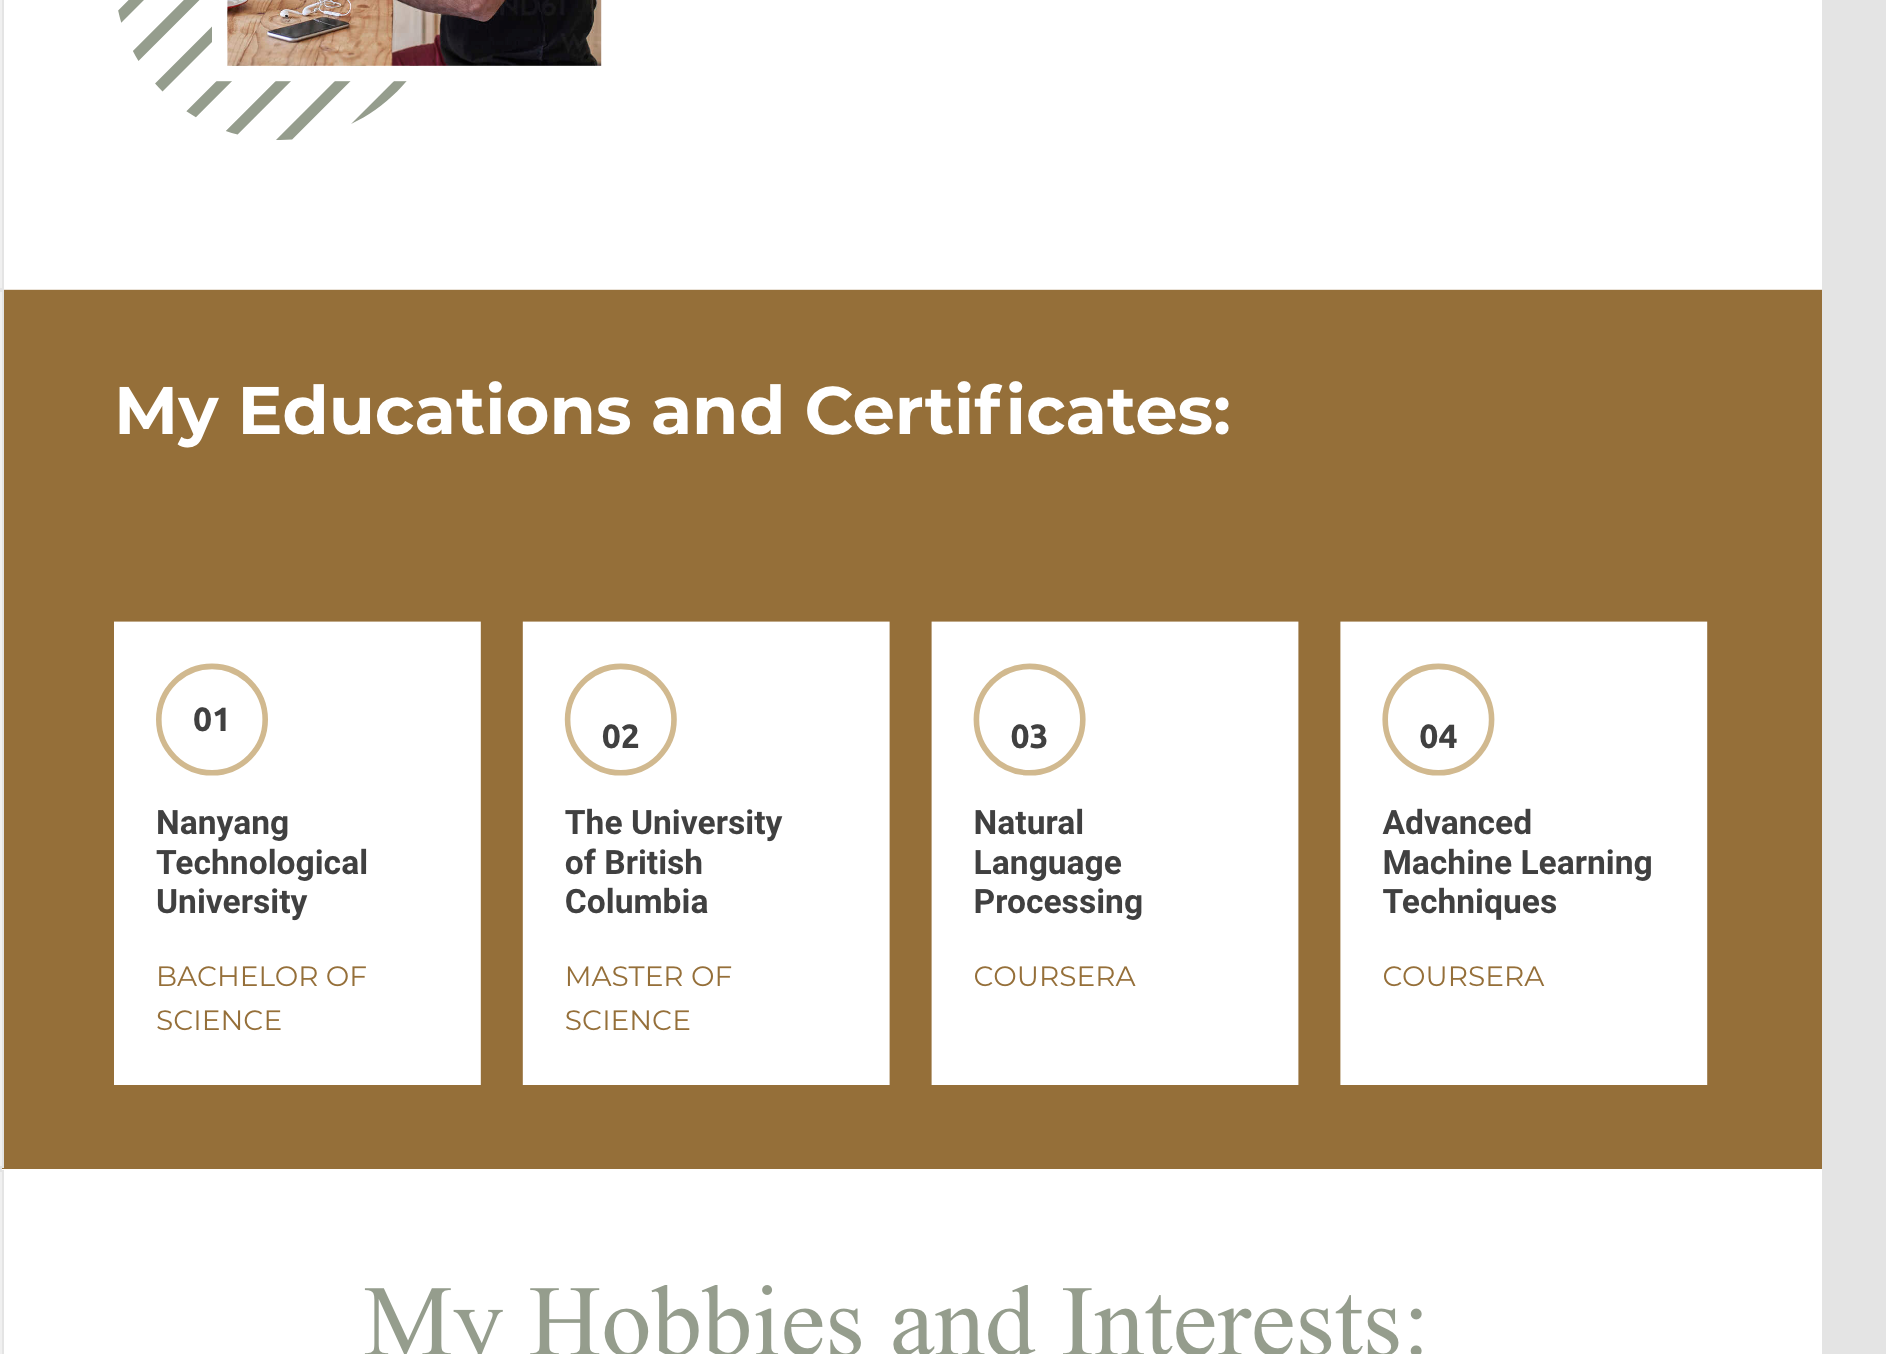 My Educations and Certificates:
01
Nanyang
Technological
University
BACHELOR OF
SCIENCE
02
The University
of British
Columbia
MASTER OF
SCIENCE
03
Natural
Language
Processing
COURSERA
04
Advanced
Machine Learning
Techniques
COURSERA
My Hobbies and Interests: